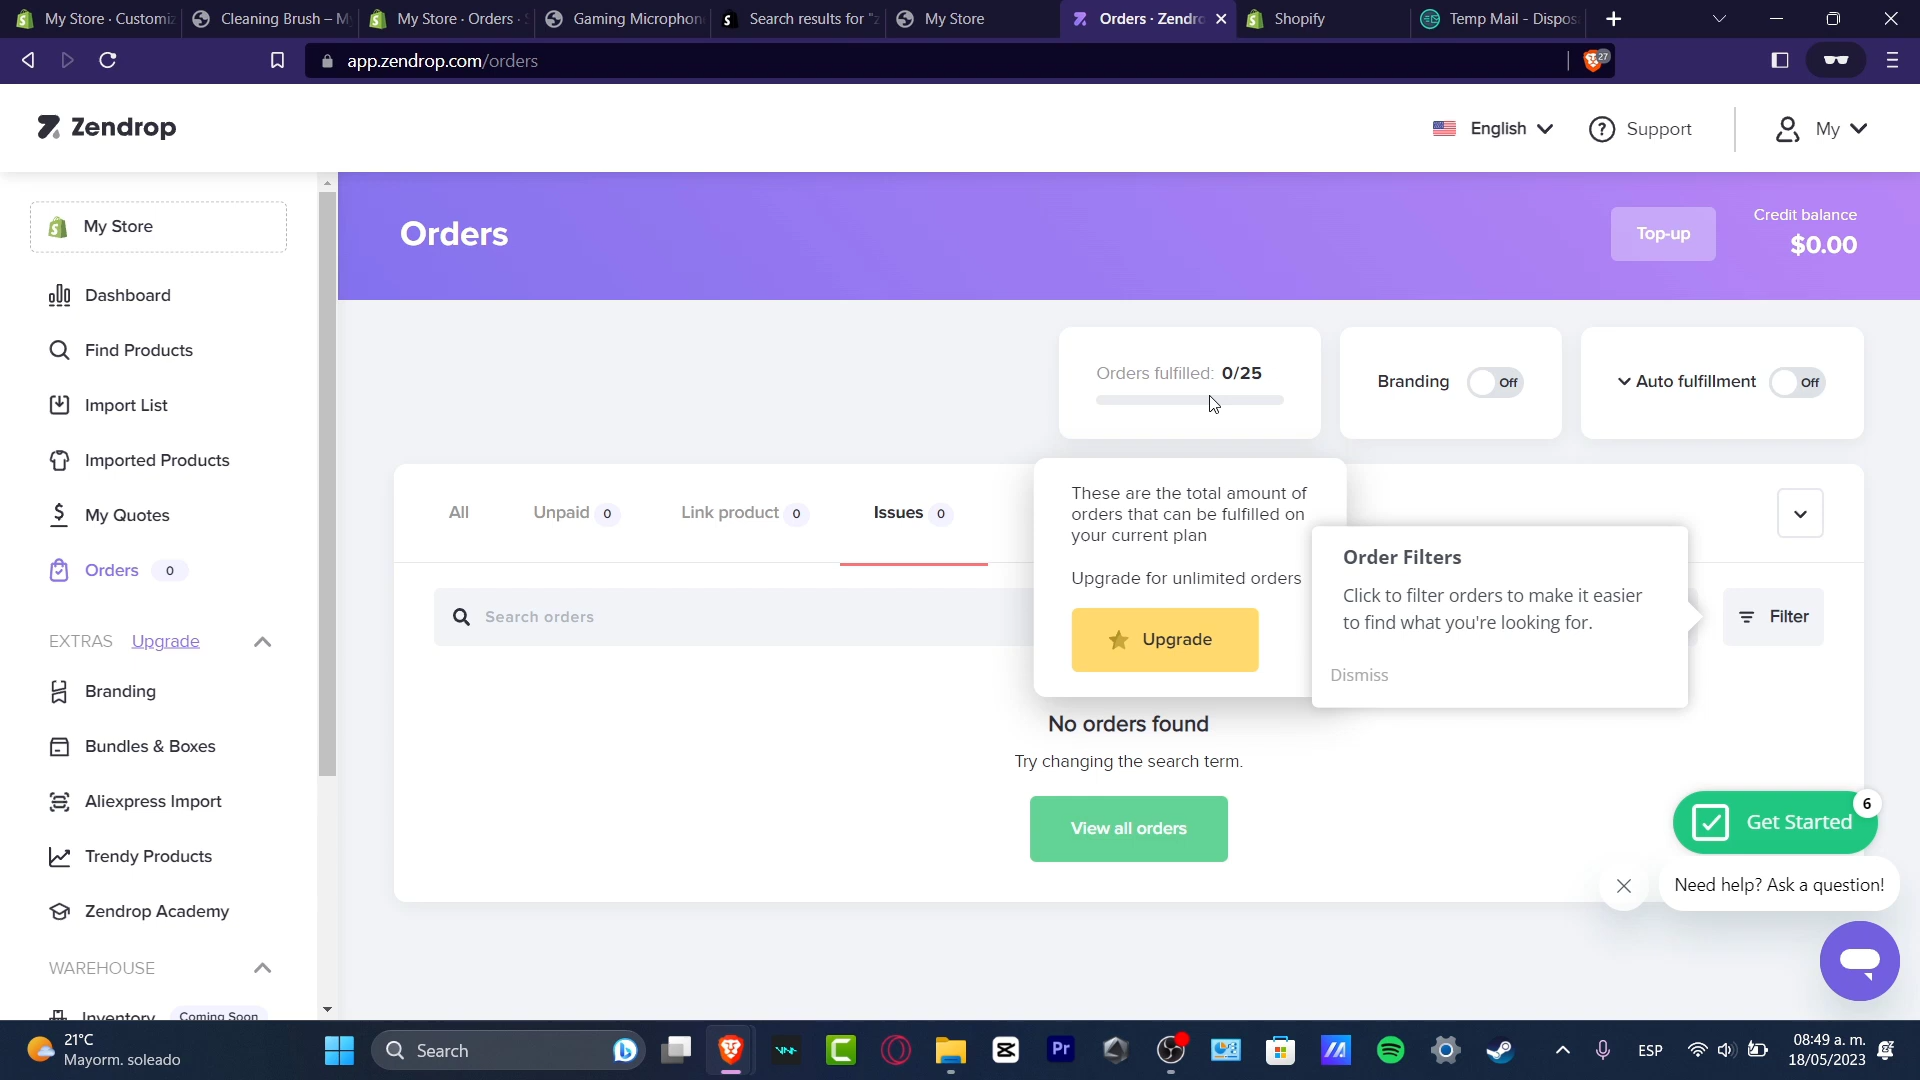 My Store · Customiz
Cleaning Brush – My
My Store · Orders · S
Gaming Microphon
Search results for "z
My Store
Orders · Zendro
Shopify
Temp Mail - Dispos
app.zendrop.com/orders
27
Zendrop
English
Support
My
My Store
Orders
Top-up
Credit balance
$0.00
Dashboard
Find Products
Import List
Imported Products
My Quotes
Orders 0
EXTRAS Upgrade
Branding
Bundles & Boxes
Aliexpress Import
Trendy Products
Zendrop Academy
WAREHOUSE
Inventory Coming Soon
Orders fulfilled: 0/25
Branding Off
Auto fulfillment Off
All
Unpaid 0
Link product 0
Issues 0
Search orders
These are the total amount of
orders that can be fulfilled on
your current plan
Upgrade for unlimited orders
Upgrade
Order Filters
Click to filter orders to make it easier
to find what you're looking for.
Dismiss
Filter
No orders found
Try changing the search term.
View all orders
6
Get Started
Need help? Ask a question!
21°C
Mayorm. soleado
Search
Pr
ESP
08:49 a. m.
18/05/2023